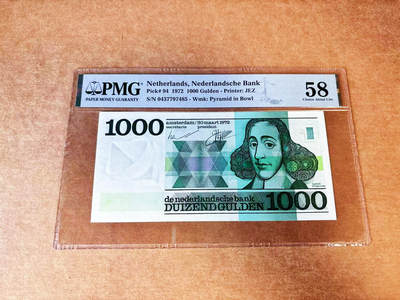 PMG
PAPER MONEY GUARANTY
Netherlands, Nederlandsche Bank
Pick# 94 1972 1000 Gulden - Printer: JEZ
S/N 0437797485 - Wmk: Pyramid in Bowl
58
Choice About Unc
1000
amsterdam/30 maart 1972
secretaris president
de nederlandsche bank
DUIZEND GULDEN
1000